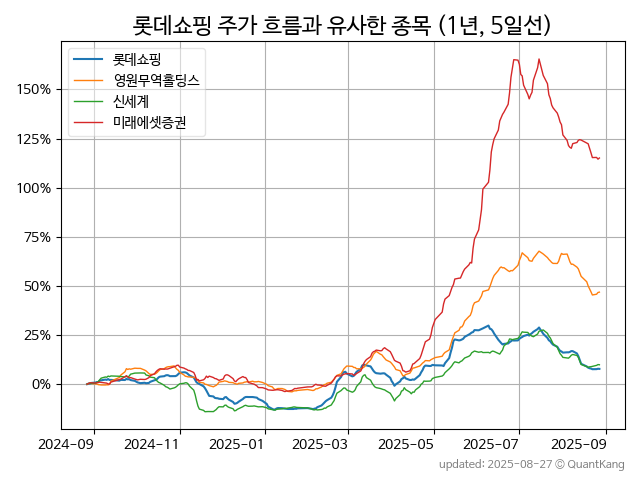 롯데쇼핑 주가 흐름과 유사한 종목 (1년, 5일선)
롯데쇼핑
영원무역홀딩스
신세계
미래에셋증권
150%
125%
100%
75%
50%
25%
0%
2024-09 2024-11 2025-01 2025-03 2025-05 2025-07 2025-09
updated: 2025-08-27 © QuantKang